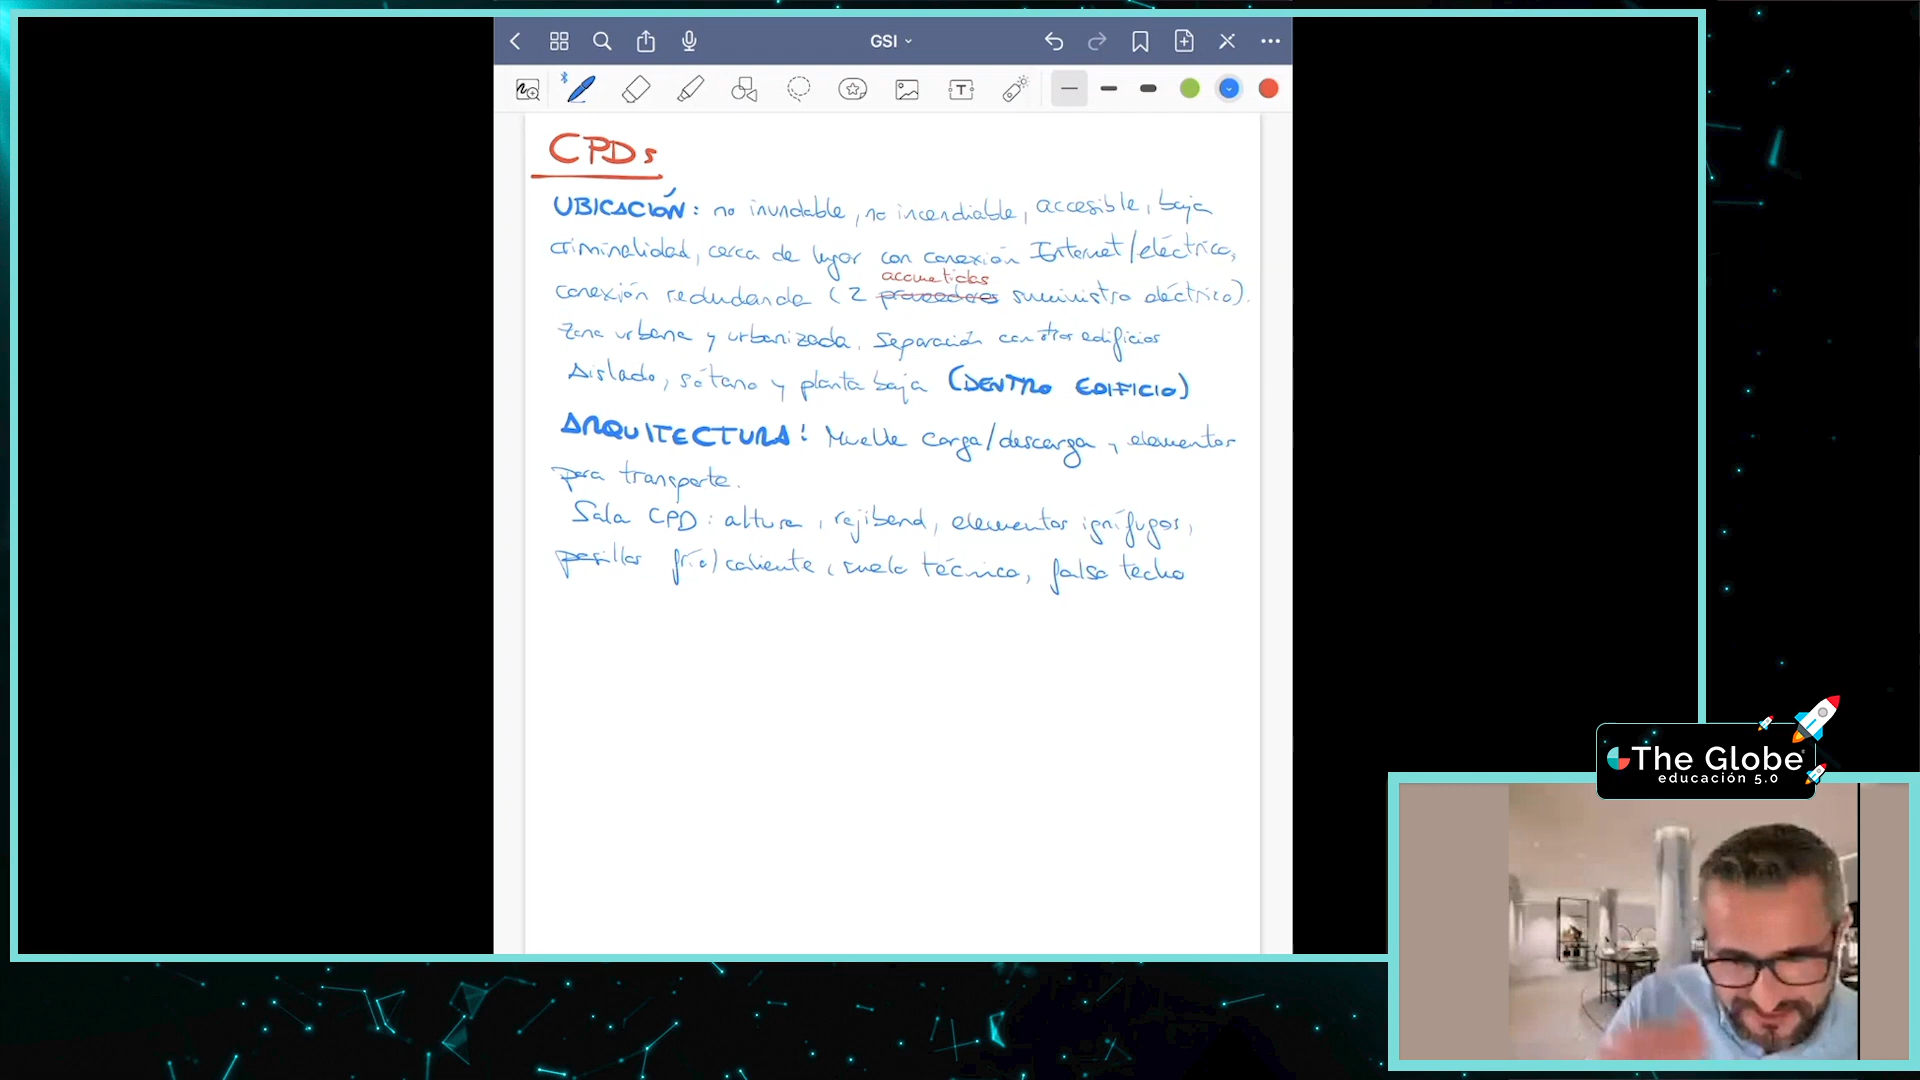 GSI
CPDs
UBICACIÓN: no inundable, no incendiable, accesible, baja
criminalidad, cerca de lugar con conexión Internet/eléctrica,
acometidas
conexión redundante (2 proveedores suministro eléctrico).
Zona urbana y urbanizada. Separación con otros edificios
Aislado, sótano y planta baja (DENTRO EDIFICIO)
ARQUITECTURA: Muelle carga/descarga y elementos
para transporte.
Sala CPD: altura, rejiband, elementos ignífugos,
pasillos frío/caliente, suelo técnico, falso techo
The Globe
educación 5.0